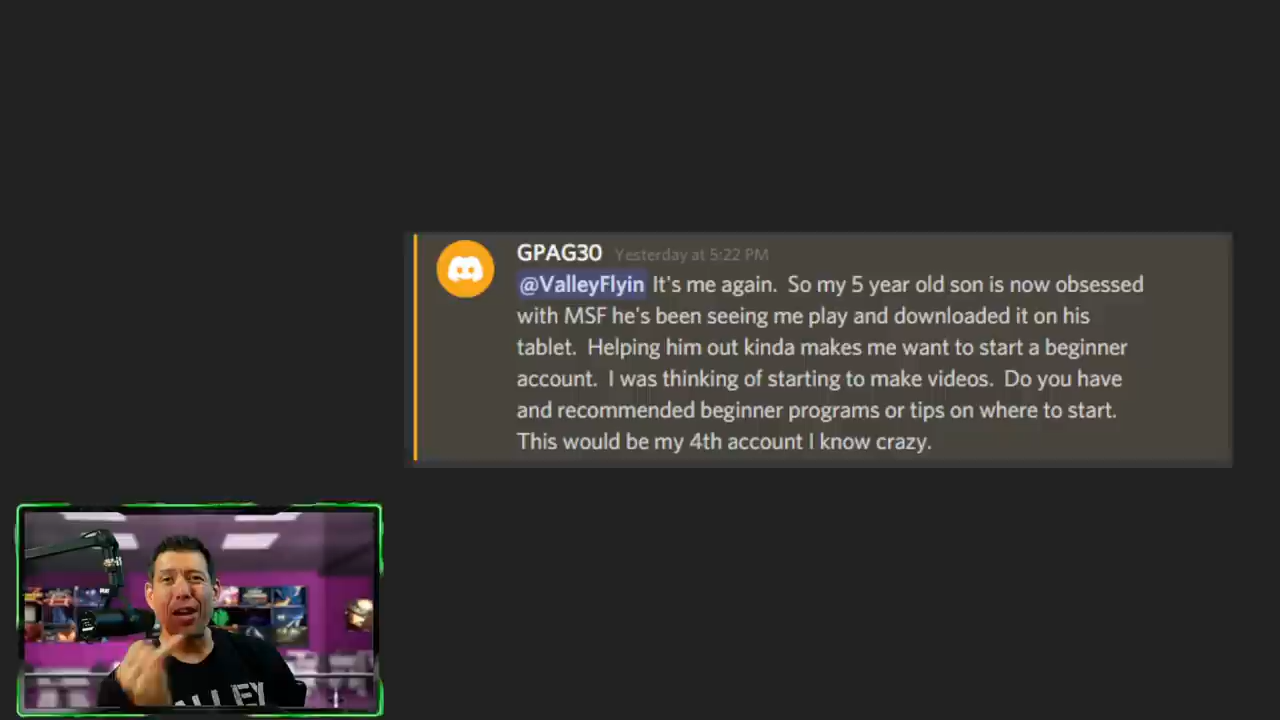 GPAG30 Yesterday at 5:22 PM
@ValleyFlyin It's me again. So my 5 year old son is now obsessed
with MSF he's been seeing me play and downloaded it on his
tablet. Helping him out kinda makes me want to start a beginner
account. I was thinking of starting to make videos. Do you have
and recommended beginner programs or tips on where to start.
This would be my 4th account I know crazy.
ALLEY